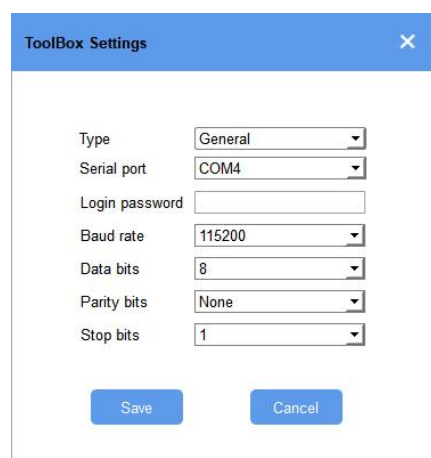 ToolBox Settings
Type General
Serial port COM4
Login password
Baud rate 115200
Data bits 8
Parity bits None
Stop bits 1
Save Cancel